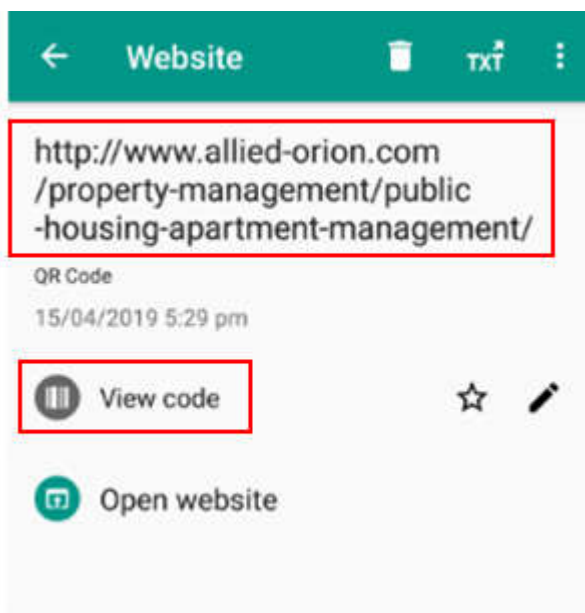 Website
TXT
http://www.allied-orion.com
/property-management/public
-housing-apartment-management/
QR Code
15/04/2019 5:29 pm
View code
Open website